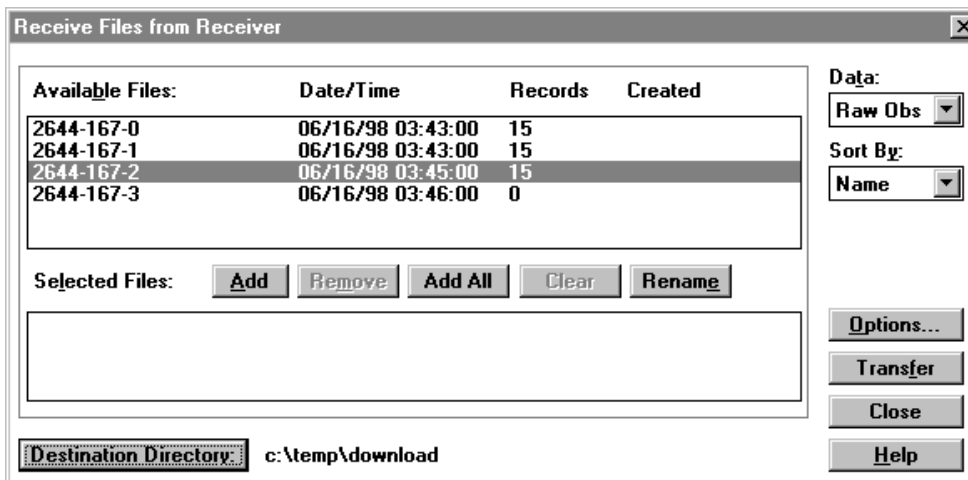 Receive Files from Receiver
Available Files: Date/Time Records Created
2644-167-0 06/16/98 03:43:00 15
2644-167-1 06/16/98 03:43:00 15
2644-167-2 06/16/98 03:45:00 15
2644-167-3 06/16/98 03:46:00 0
Selected Files: Add Remove Add All Clear Rename
Destination Directory: c:\temp\download
Data:
Raw Obs
Sort By:
Name
Options...
Transfer
Close
Help